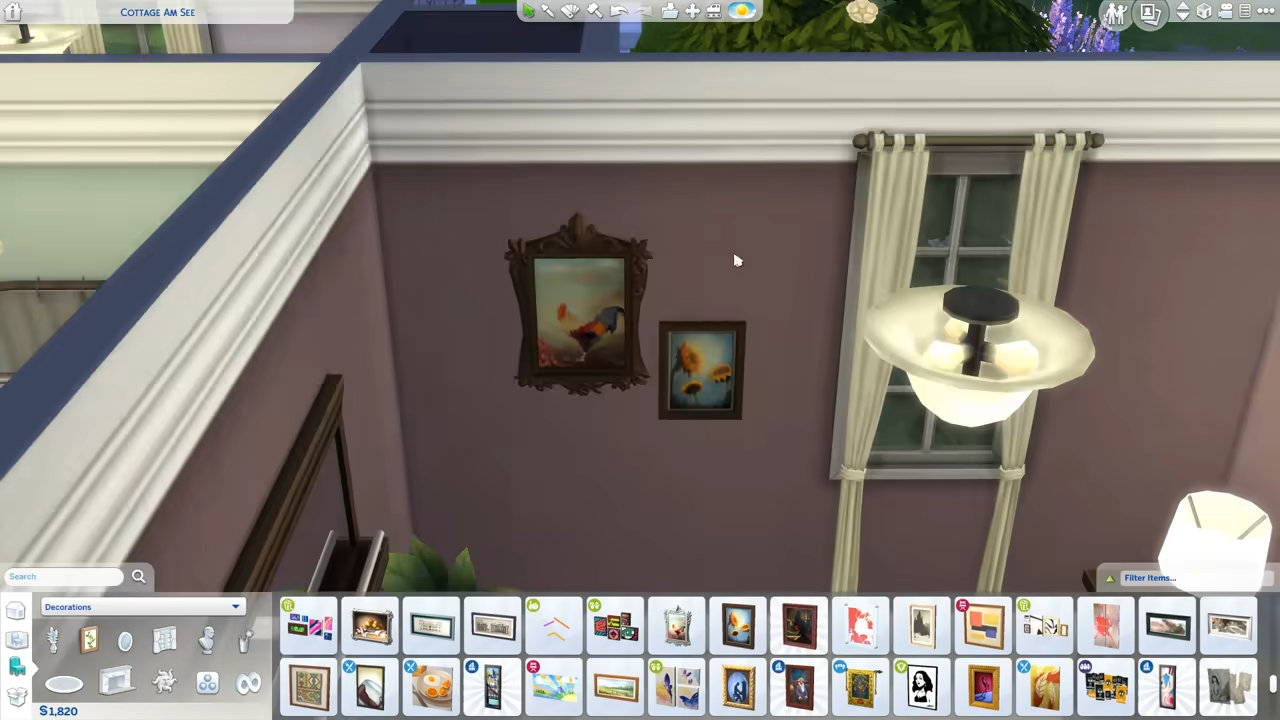 Cottage Am See
Search
Filter Items...
Decorations
§1,820